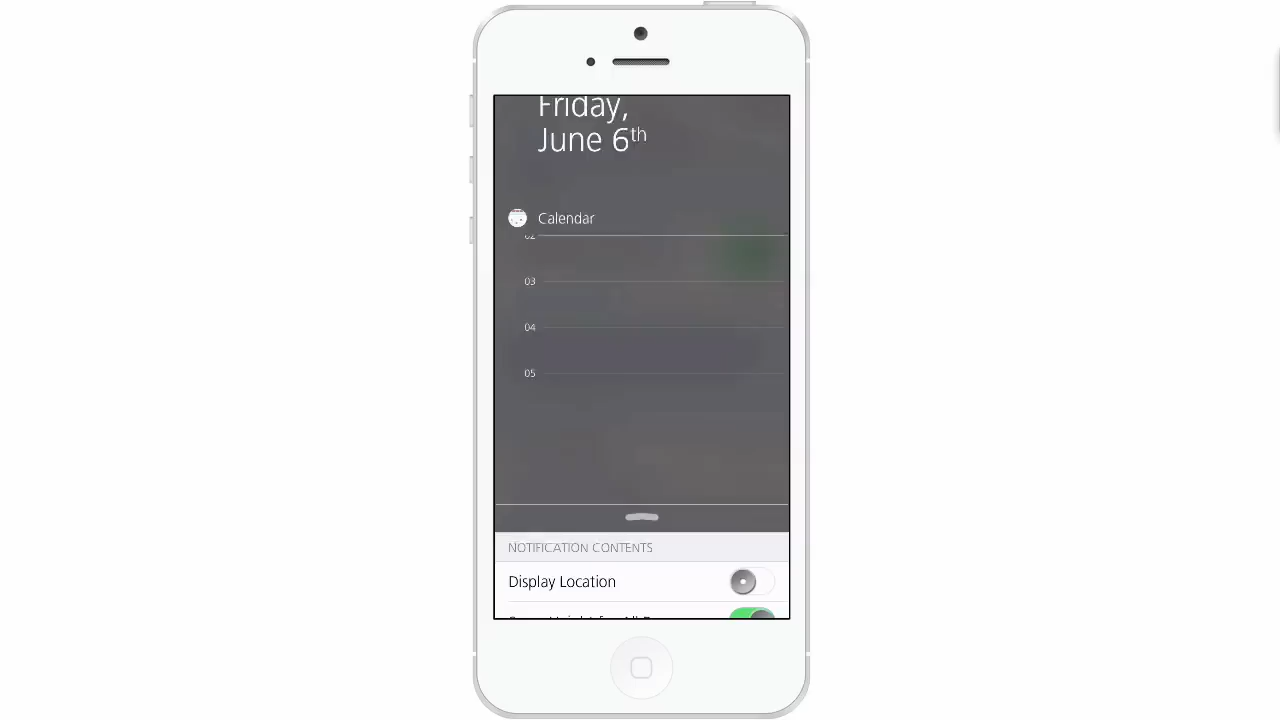 Friday,
June 6th
Calendar
02
03
04
05
NOTIFICATION CONTENTS
Display Location